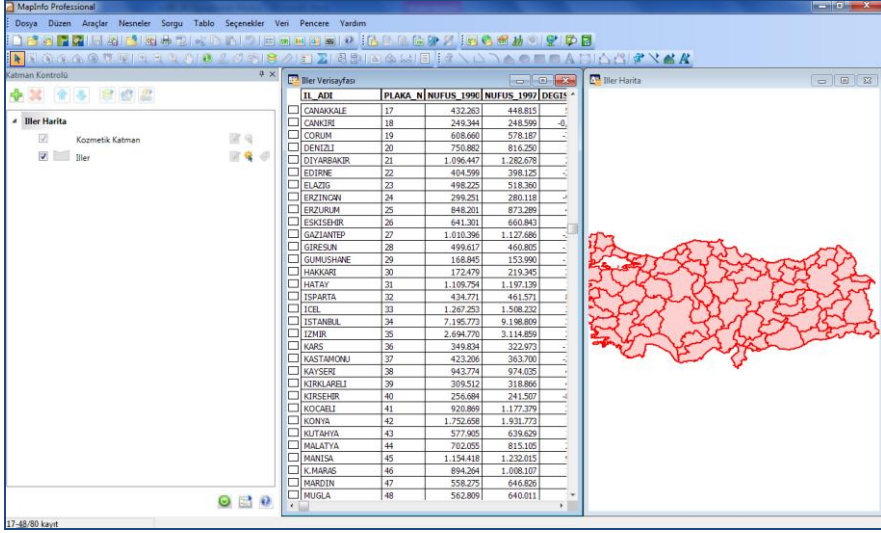 MapInfo Professional
Dosya Düzen Araçlar Nesneler Sorgu Tablo Seçenekler Veri Pencere Yardım
Katman Kontrolü
Iller Harita
Kozmetik Katman
Iller
Iller Verisayfası
IL_ADI PLAKA_N NUFUS_1990 NUFUS_1997 DEGIS
CANAKKALE 17 432.263 448.815
CANKIRI 18 249.344 248.599 -0,
CORUM 19 608.660 578.187
DENIZLI 20 750.882 816.250
DIYARBAKIR 21 1.096.447 1.282.678
EDIRNE 22 404.599 398.125
ELAZIG 23 498.225 518.360
ERZINCAN 24 299.251 280.118
ERZURUM 25 848.201 873.289
ESKISEHIR 26 641.301 660.843
GAZIANTEP 27 1.010.396 1.127.686
GIRESUN 28 499.617 460.805
GUMUSHANE 29 168.845 153.990
HAKKARI 30 172.479 219.345
HATAY 31 1.109.754 1.197.139
ISPARTA 32 434.771 461.571
ICEL 33 1.267.253 1.508.232
ISTANBUL 34 7.195.773 9.198.809
IZMIR 35 2.694.770 3.114.859
KARS 36 349.834 322.973
KASTAMONU 37 423.206 363.700
KAYSERI 38 943.774 974.035
KIRKLARELI 39 309.512 318.866
KIRSEHIR 40 256.684 241.507
KOCAELI 41 920.869 1.177.379
KONYA 42 1.752.658 1.931.773
KUTAHYA 43 577.905 639.629
MALATYA 44 702.055 815.105
MANISA 45 1.154.418 1.232.015
K.MARAS 46 894.264 1.008.107
MARDIN 47 558.275 646.826
MUGLA 48 562.809 640.011
Iller Harita
17-48/80 kayıt